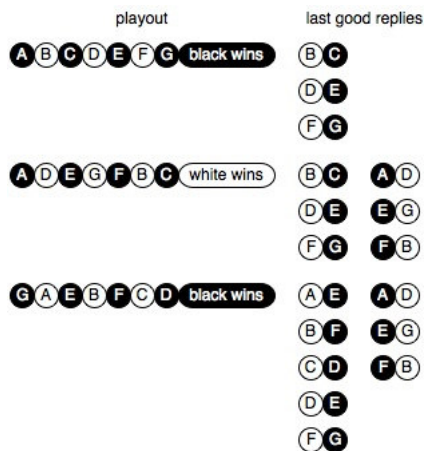 playout last good replies
A B C D E F G black wins B C
D E
F G
A D E G F B C white wins B C A D
D E E G
F G F B
G A E B F C D black wins A E A D
B F E G
C D F B
D E
F G